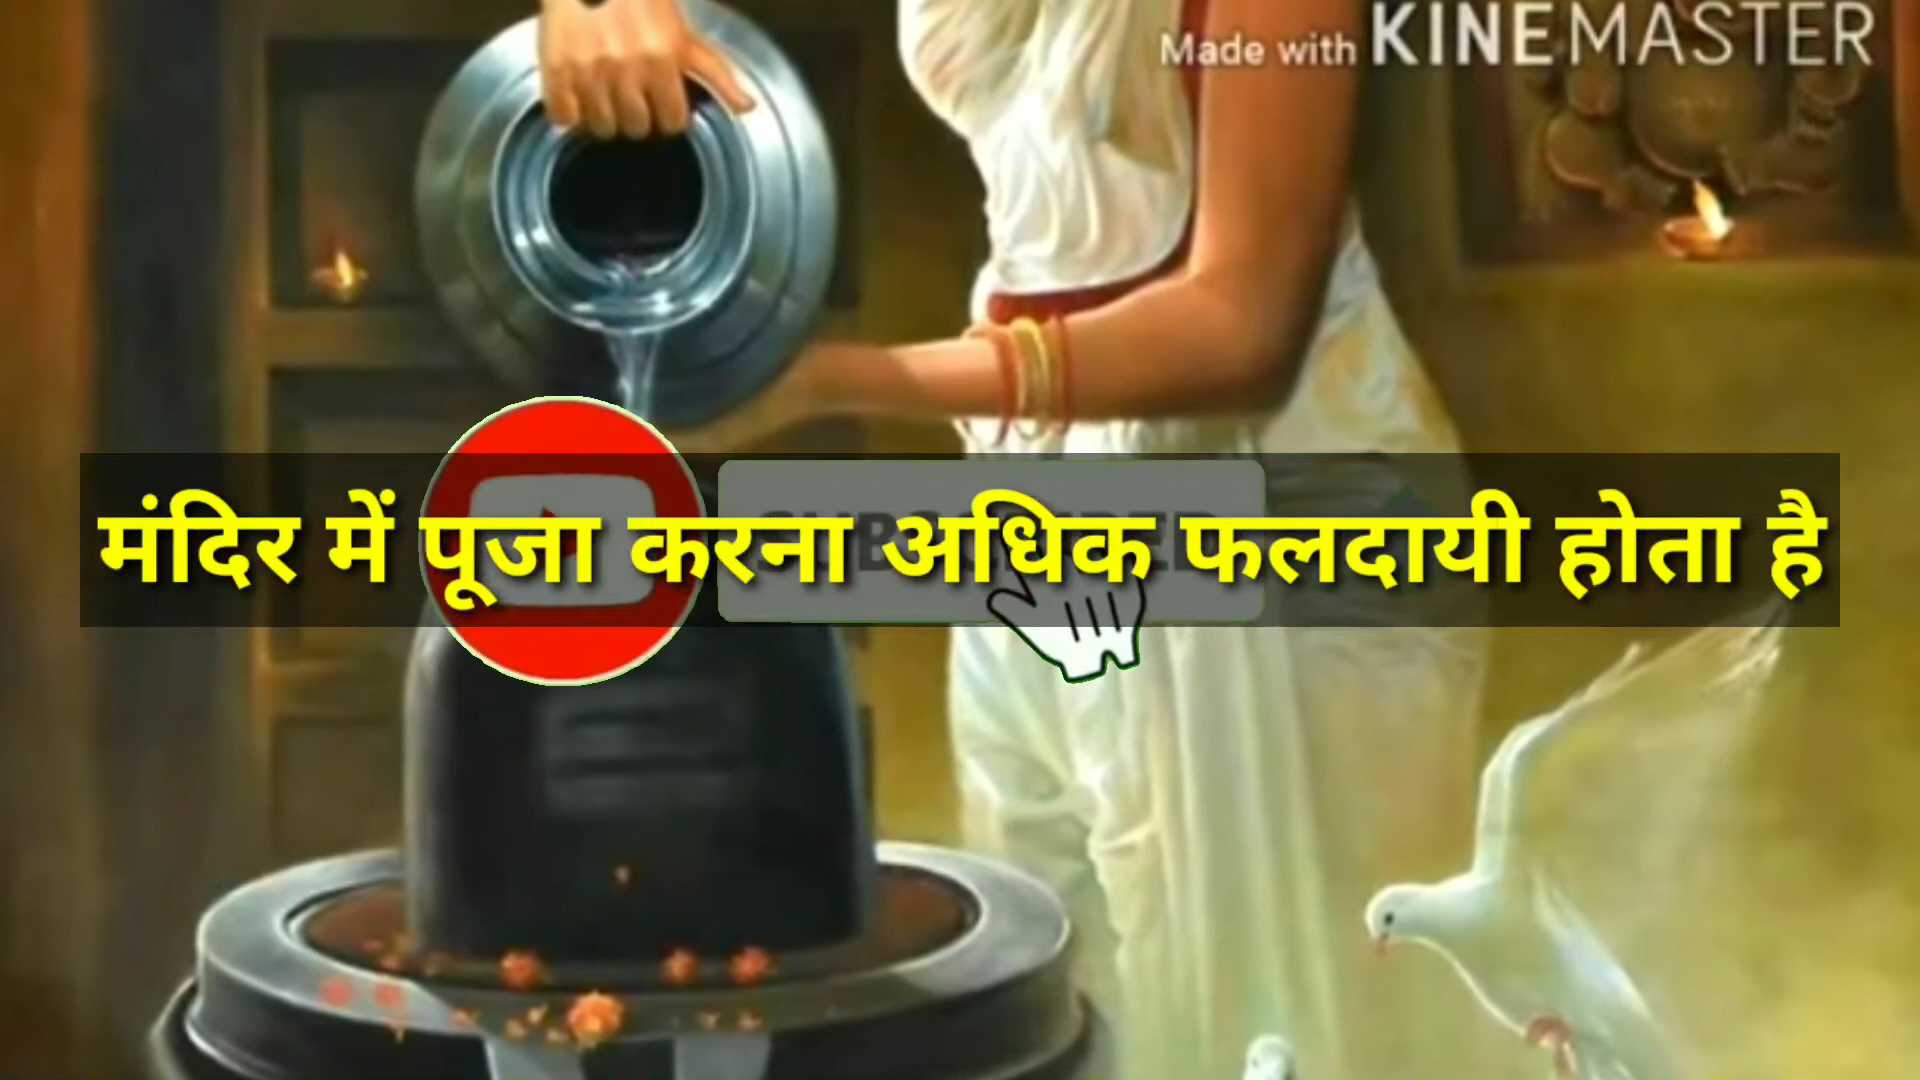 Made with KINEMASTER
मंदिर में पूजा करना अधिक फलदायी होता है